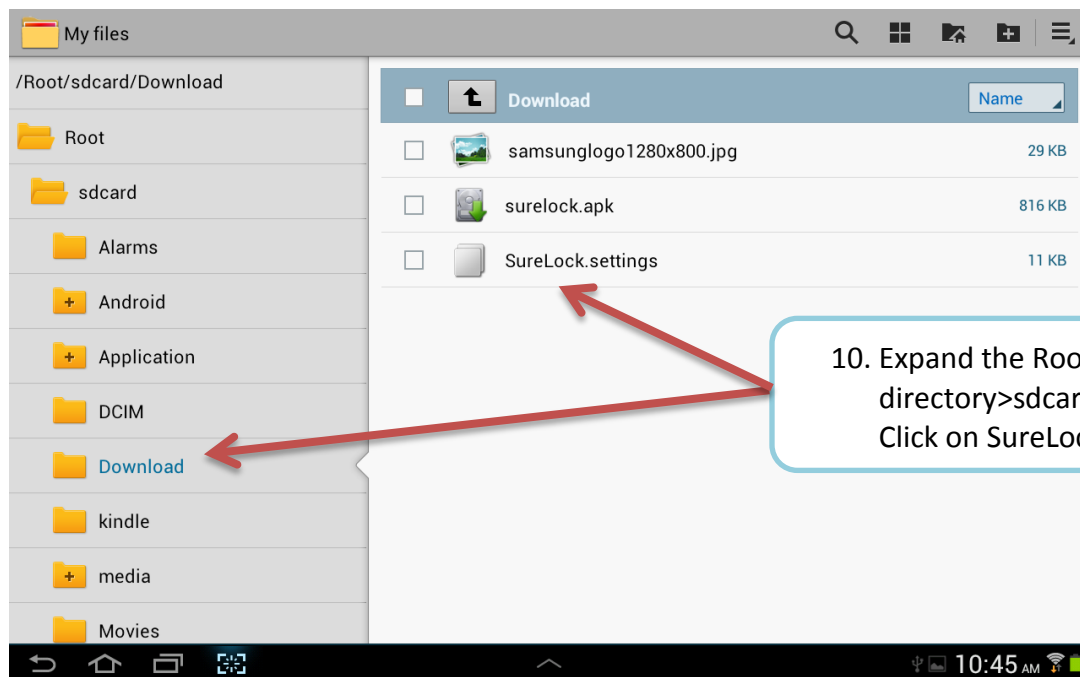 My files
/Root/sdcard/Download
Root
sdcard
Alarms
Android
Application
DCIM
Download
kindle
media
Movies
Download
Name
samsunglogo1280x800.jpg 29 KB
surelock.apk 816 KB
SureLock.settings 11 KB
10. Expand the Roo
directory>sdcar
Click on SureLoc
10:45 AM